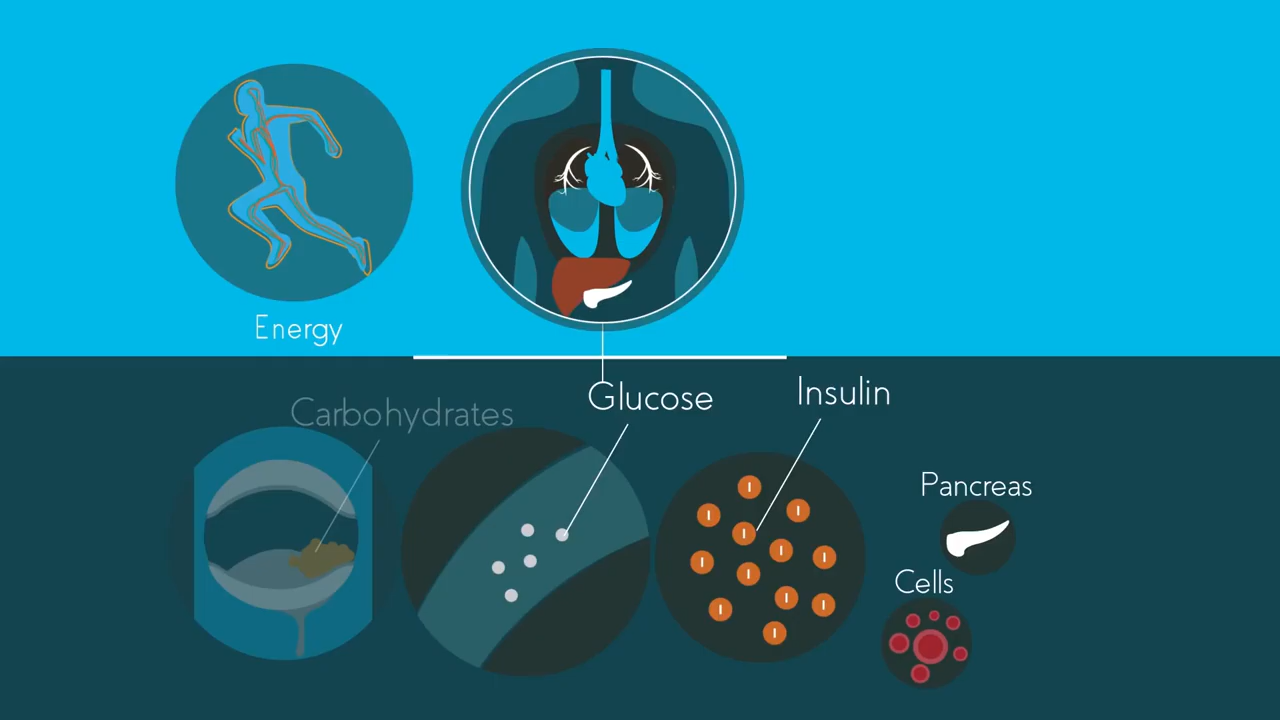 Energy
Carbohydrates
Glucose
Insulin
Pancreas
Cells